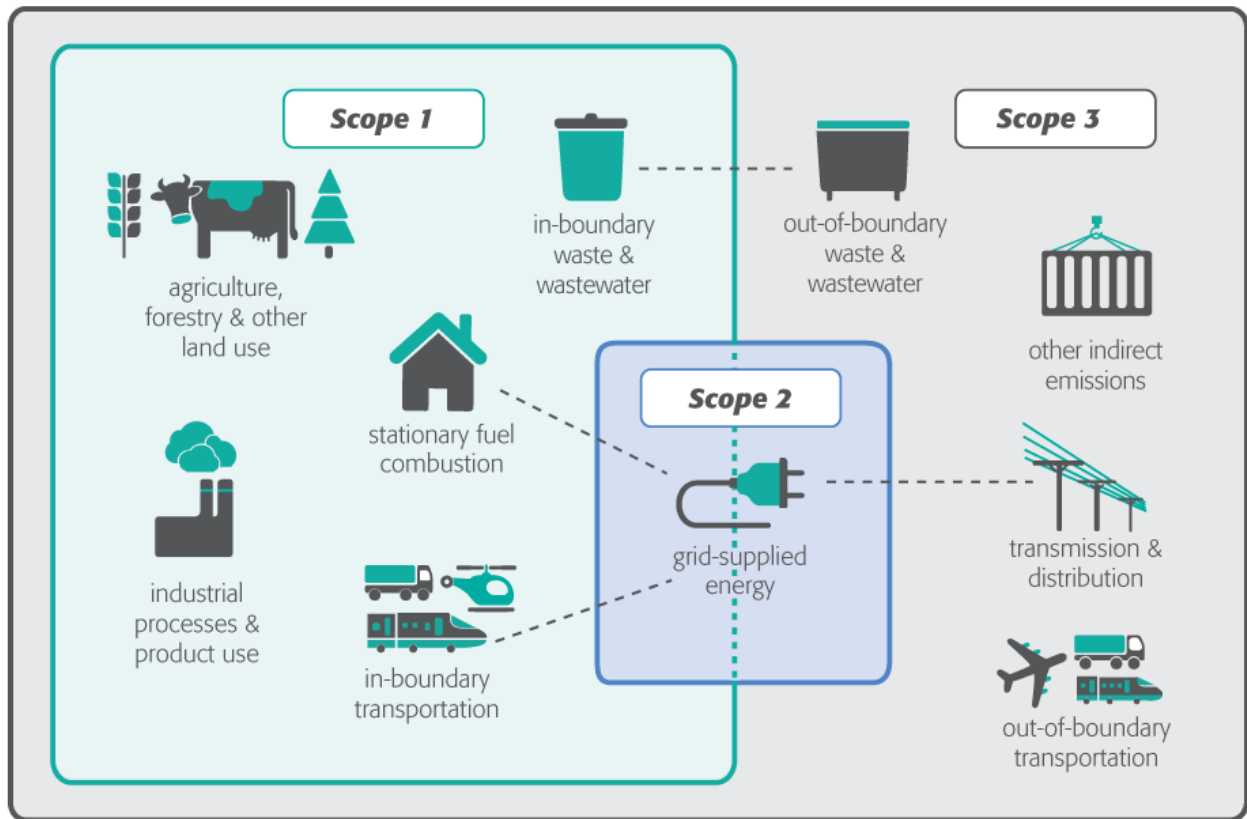 Scope 1
Scope 3
agriculture,
forestry & other
land use
in-boundary
waste &
wastewater
out-of-boundary
waste &
wastewater
other indirect
emissions
stationary fuel
combustion
Scope 2
grid-supplied
energy
transmission &
distribution
industrial
processes &
product use
in-boundary
transportation
out-of-boundary
transportation